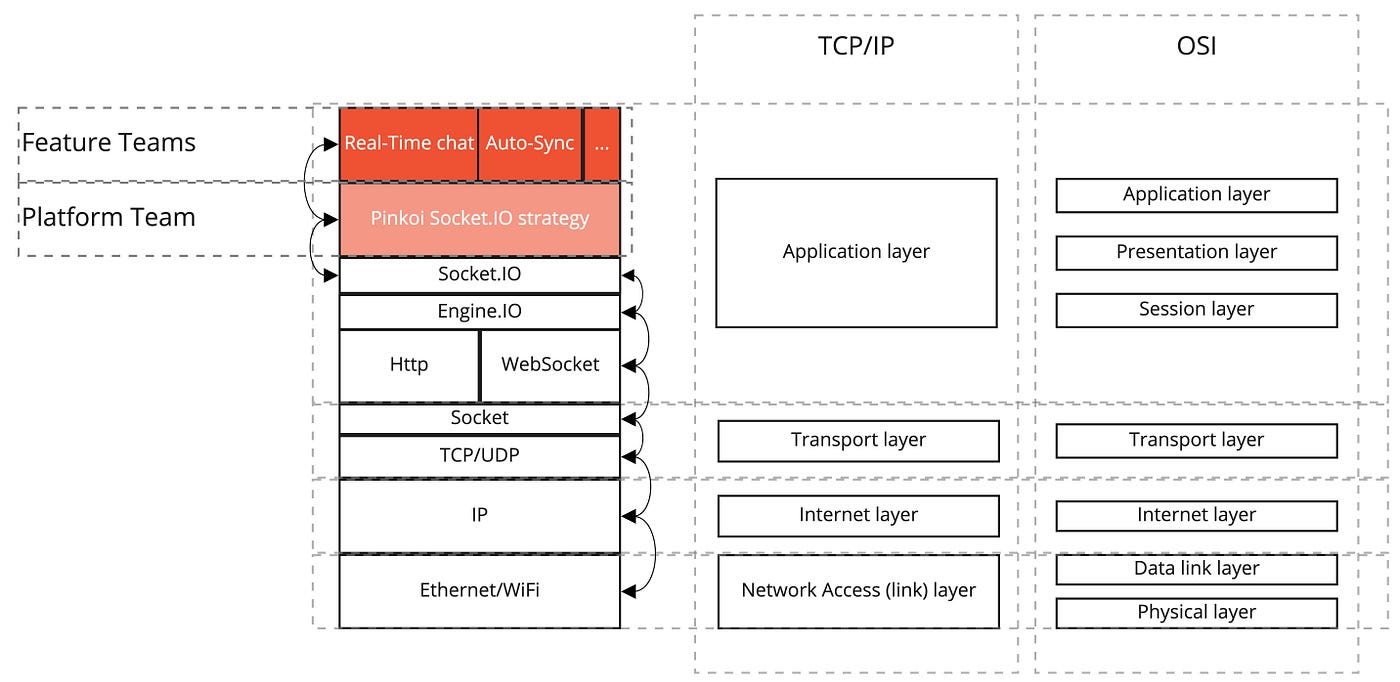 TCP/IP
OSI
Feature Teams
Real-Time chat
Auto-Sync
...
Platform Team
Pinkoi Socket.IO strategy
Socket.IO
Engine.IO
Http
WebSocket
Socket
TCP/UDP
IP
Ethernet/WiFi
Application layer
Transport layer
Internet layer
Network Access (link) layer
Application layer
Presentation layer
Session layer
Transport layer
Internet layer
Data link layer
Physical layer